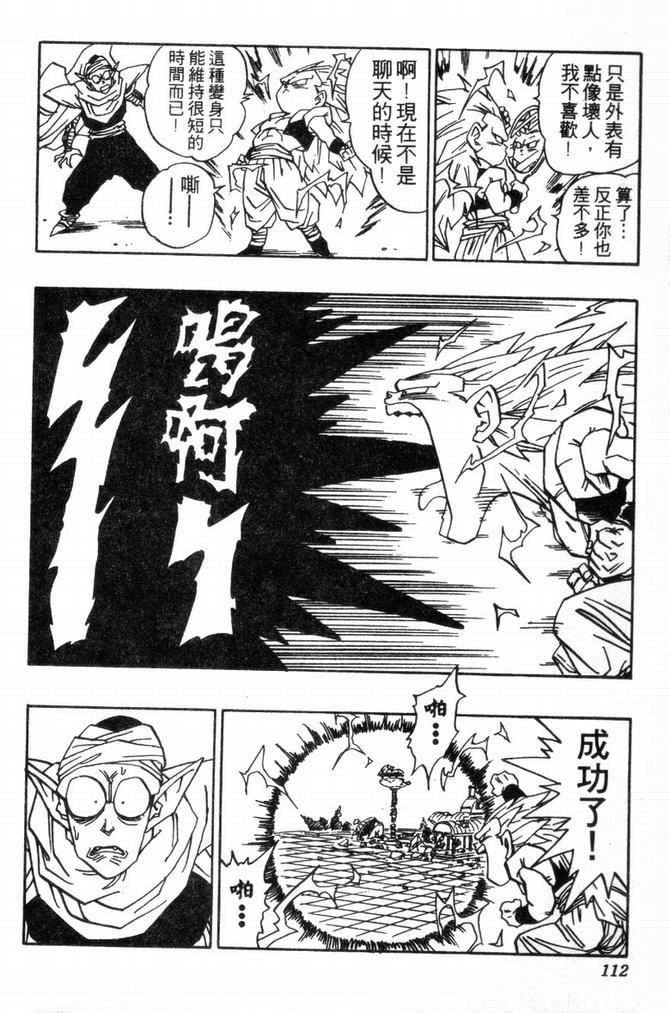 只是外表有
點像壞人，
我不喜歡！
算了…
反正你也
差不多！
啊！現在不是
聊天的時候！
這種變身只
能維持很短的
時間而已！
嘶——
……
喝啊——
成功了！
啪…
啪…
112